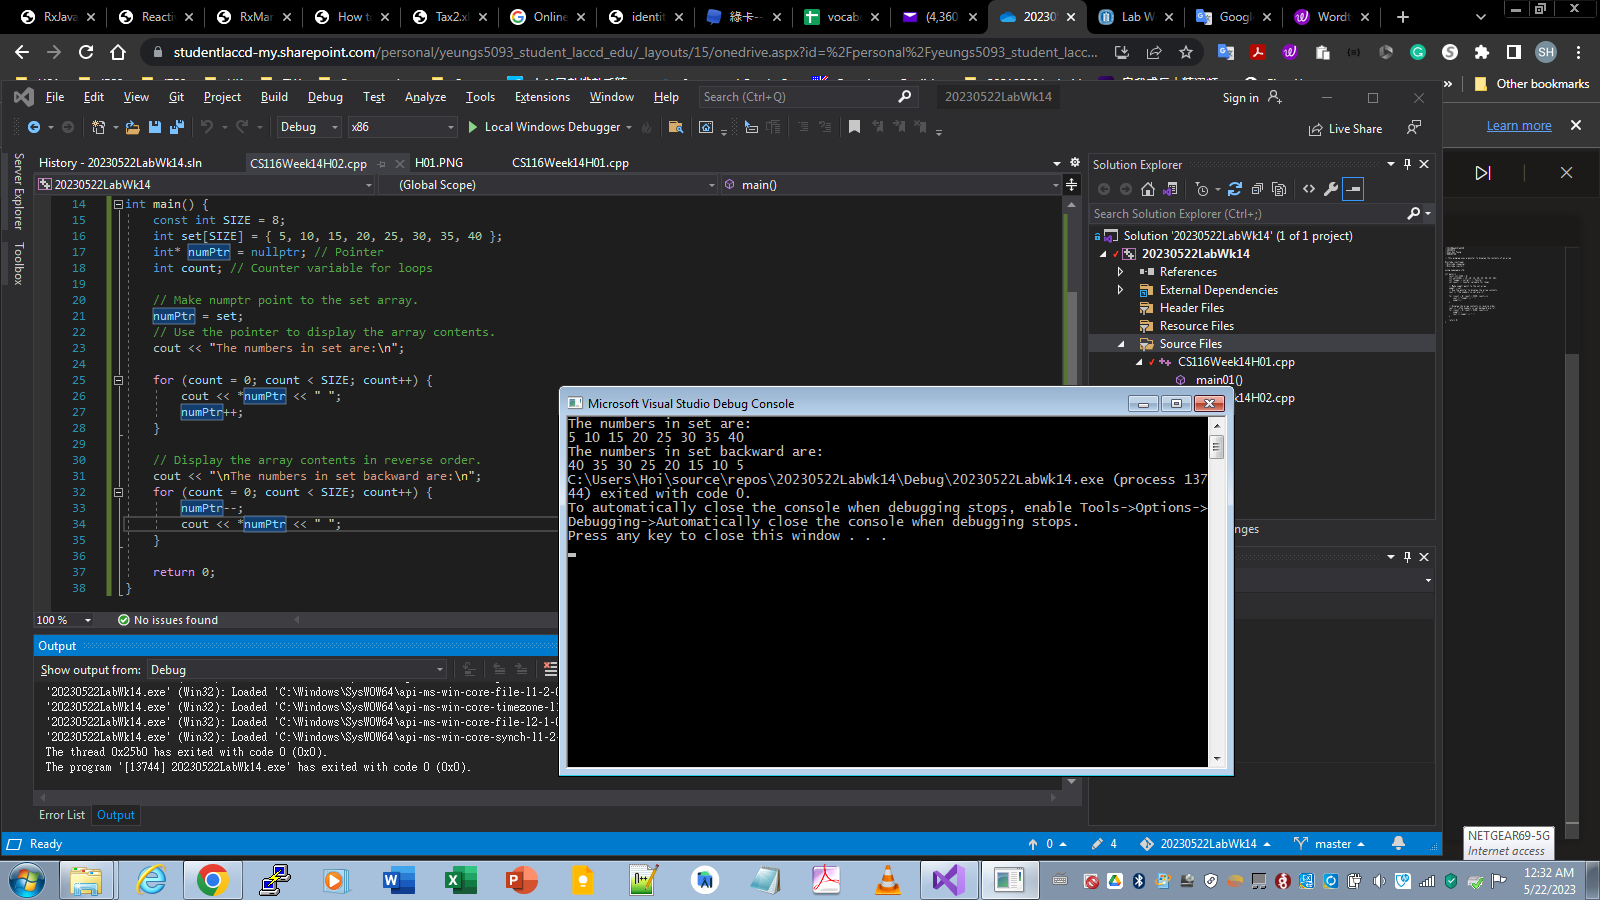 RxJava
Reacti
RxMar
How to
Tax2.x
Online
identit
綠卡--
vocab
(4,360
20230
Lab W
Googl
Wordt
studentlaccd-my.sharepoint.com/personal/yeungs5093_student_laccd_edu/_layouts/15/onedrive.aspx?id=%2Fpersonal%2Fyeungs5093_student_lacc...
SH
Other bookmarks
File Edit View Git Project Build Debug Test Analyze Tools Extensions Window Help
Search (Ctrl+Q)
20230522LabWk14
Sign in
Learn more
Debug
x86
Local Windows Debugger
Live Share
Server Explorer
Toolbox
History - 20230522LabWk14.sln
CS116Week14H02.cpp
H01.PNG
CS116Week14H01.cpp
20230522LabWk14
(Global Scope)
main()
14 int main() {
15 const int SIZE = 8;
16 int set[SIZE] = { 5, 10, 15, 20, 25, 30, 35, 40 };
17 int* numPtr = nullptr; // Pointer
18 int count; // Counter variable for loops
19
20 // Make numptr point to the set array.
21 numPtr = set;
22 // Use the pointer to display the array contents.
23 cout << "The numbers in set are:\n";
24
25 for (count = 0; count < SIZE; count++) {
26 cout << *numPtr << " ";
27 numPtr++;
28 }
29
30 // Display the array contents in reverse order.
31 cout << "\nThe numbers in set backward are:\n";
32 for (count = 0; count < SIZE; count++) {
33 numPtr--;
34 cout << *numPtr << " ";
35 }
36
37 return 0;
38 }
100 %
No issues found
Solution Explorer
Search Solution Explorer (Ctrl+;)
Solution '20230522LabWk14' (1 of 1 project)
20230522LabWk14
References
External Dependencies
Header Files
Resource Files
Source Files
CS116Week14H01.cpp
main01()
H02.cpp
nges
Microsoft Visual Studio Debug Console
The numbers in set are:
5 10 15 20 25 30 35 40
The numbers in set backward are:
40 35 30 25 20 15 10 5
C:\Users\Hoi\source\repos\20230522LabWk14\Debug\20230522LabWk14.exe (process 137
44) exited with code 0.
To automatically close the console when debugging stops, enable Tools->Options->
Debugging->Automatically close the console when debugging stops.
Press any key to close this window . . .
Output
Show output from: Debug
'20230522LabWk14.exe' (Win32): Loaded 'C:\Windows\SysWOW64\api-ms-win-core-file-l1-2-0
'20230522LabWk14.exe' (Win32): Loaded 'C:\Windows\SysWOW64\api-ms-win-core-timezone-l1
'20230522LabWk14.exe' (Win32): Loaded 'C:\Windows\SysWOW64\api-ms-win-core-file-l2-1-0
'20230522LabWk14.exe' (Win32): Loaded 'C:\Windows\SysWOW64\api-ms-win-core-synch-l1-2-
The thread 0x25b0 has exited with code 0 (0x0).
The program '[13744] 20230522LabWk14.exe' has exited with code 0 (0x0).
Error List
Output
Ready
0
4
20230522LabWk14
master
NETGEAR69-5G
Internet access
12:32 AM
5/22/2023